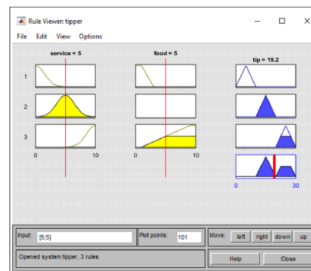 Rule Viewer: tipper
File Edit View Options
service = 5 food = 5 tip = 19.2
1
2
3
0 10 0 10
0 30
Input: [5;5] Plot points: 101 Move: left right down up
Opened system tipper, 3 rules Help Close